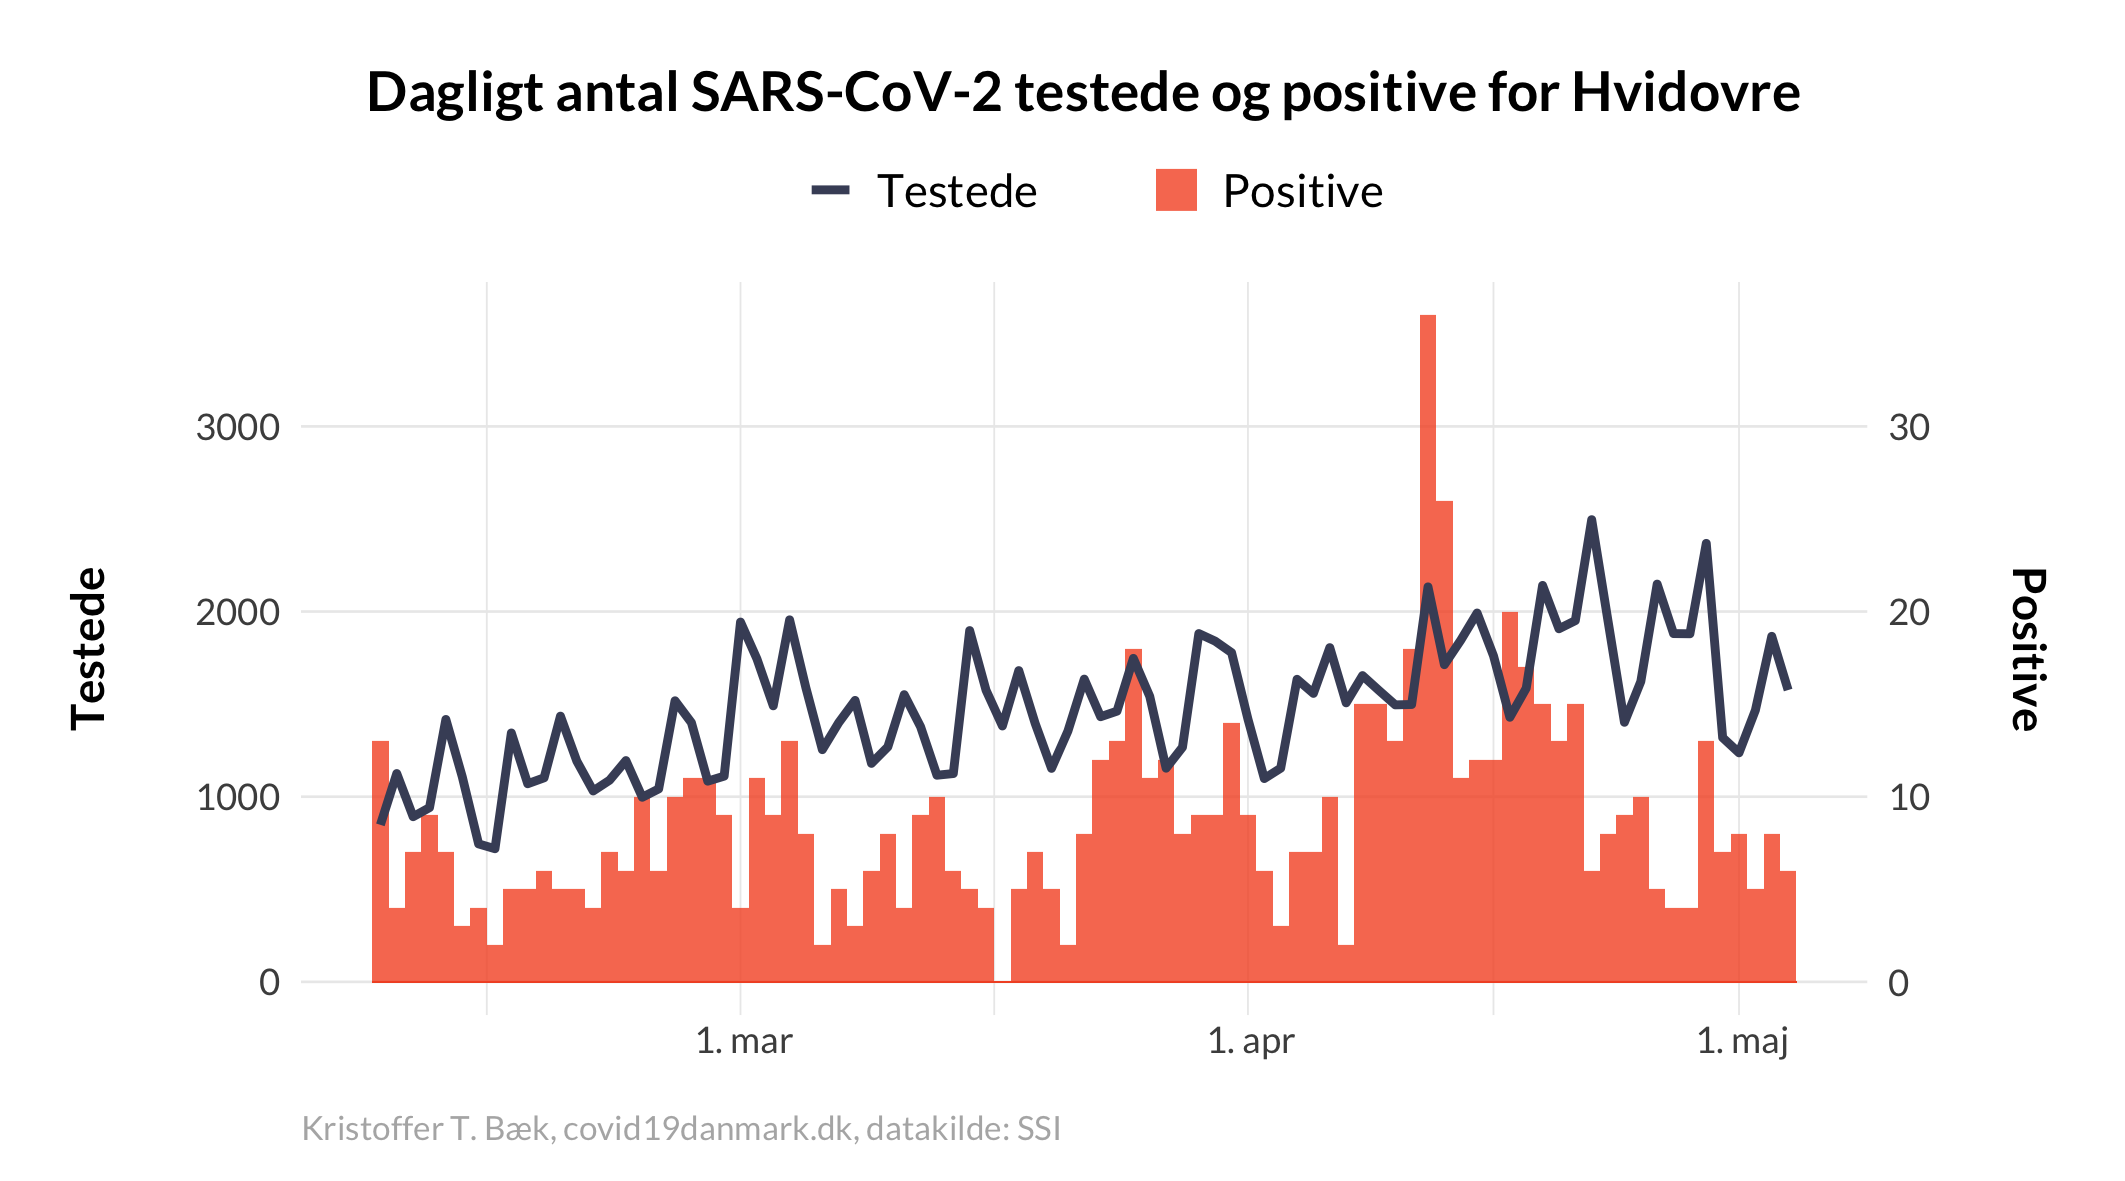 Dagligt antal SARS-CoV-2 testede og positive for Hvidovre
Testede
Positive
Testede
3000
2000
1000
0
30
20
10
0
Positive
1. mar
1. apr
1. maj
Kristoffer T. Bæk, covid19danmark.dk, datakilde: SSI